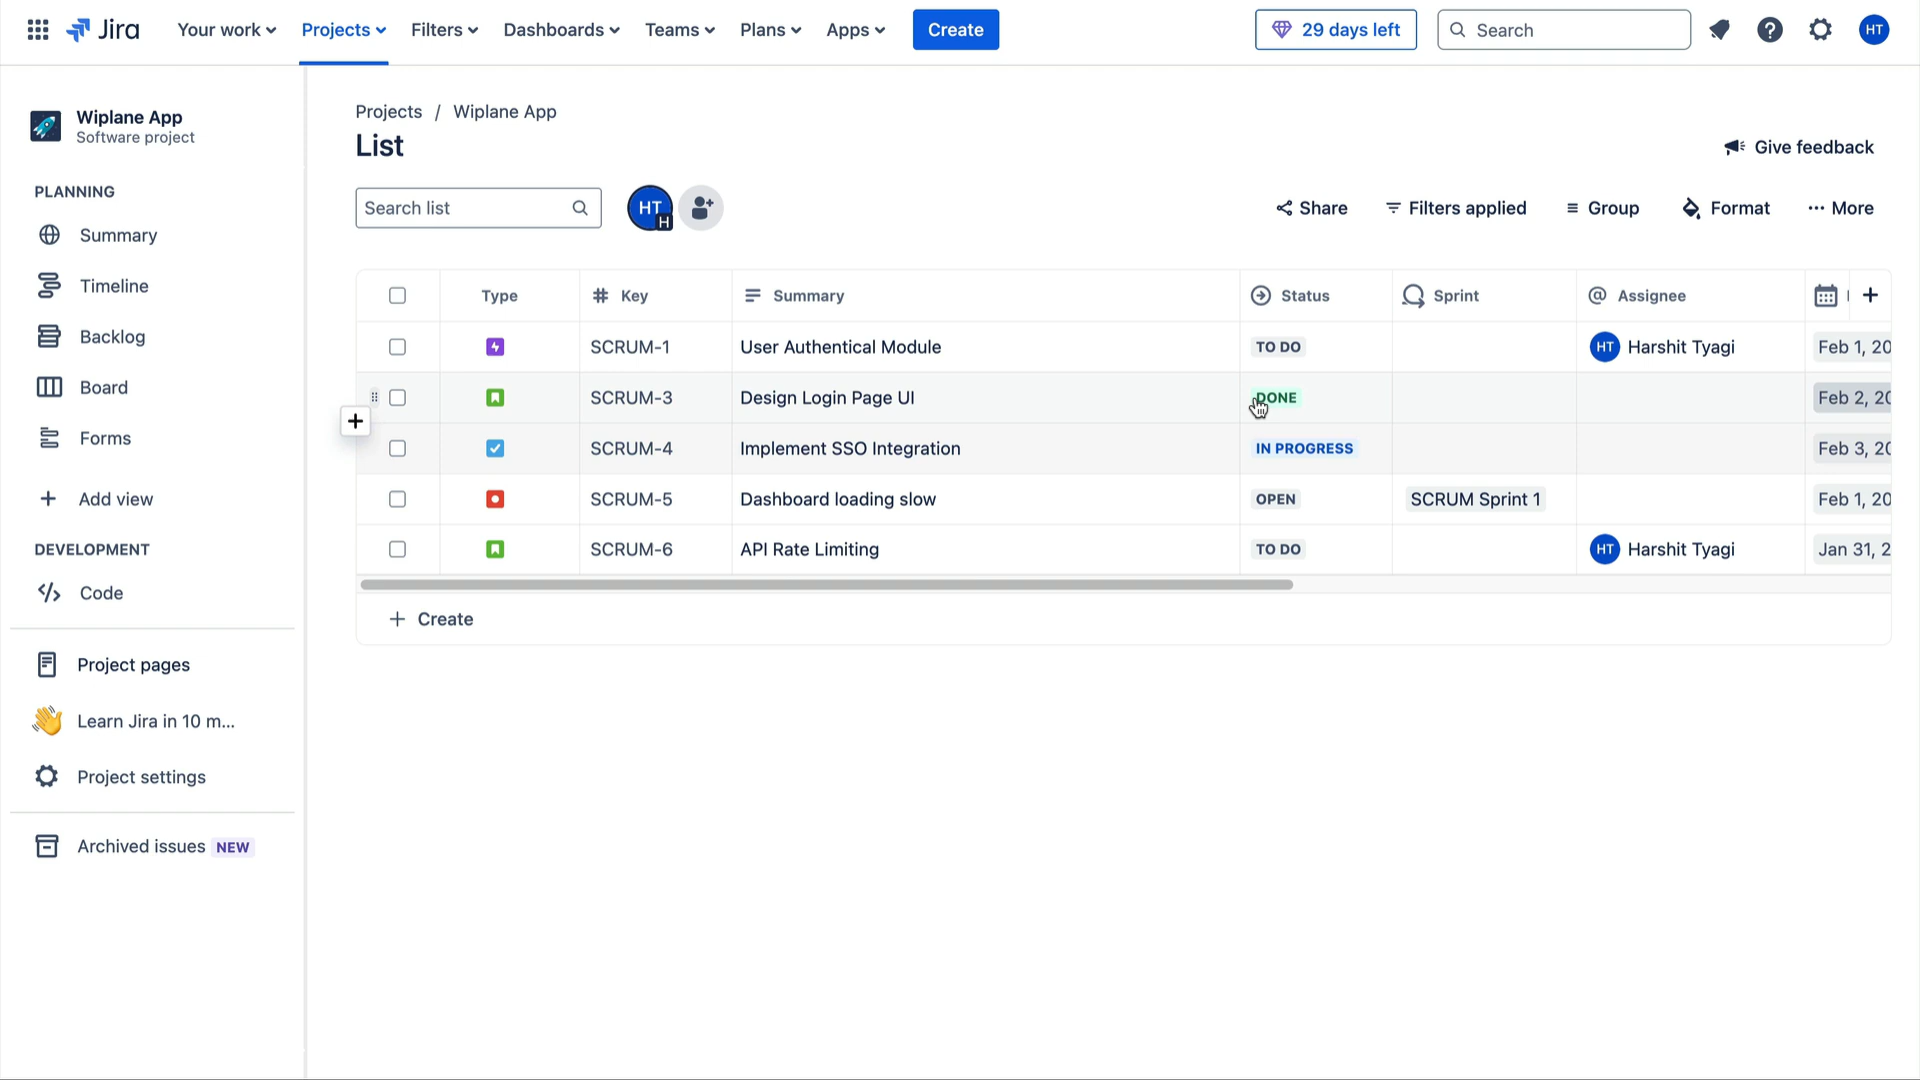 Jira
Your work
Projects
Filters
Dashboards
Teams
Plans
Apps
Create
29 days left
Search
HT
Wiplane App
Software project
PLANNING
Summary
Timeline
Backlog
Board
Forms
Add view
DEVELOPMENT
Code
Project pages
Learn Jira in 10 m...
Project settings
Archived issues NEW
Projects / Wiplane App
List
Give feedback
Search list
HT
H
Share
Filters applied
Group
Format
More
Type # Key Summary Status Sprint @ Assignee
SCRUM-1 User Authentical Module TO DO HT Harshit Tyagi Feb 1, 20
SCRUM-3 Design Login Page UI DONE Feb 2, 20
SCRUM-4 Implement SSO Integration IN PROGRESS Feb 3, 20
SCRUM-5 Dashboard loading slow OPEN SCRUM Sprint 1 Feb 1, 20
SCRUM-6 API Rate Limiting TO DO HT Harshit Tyagi Jan 31, 2
+ Create